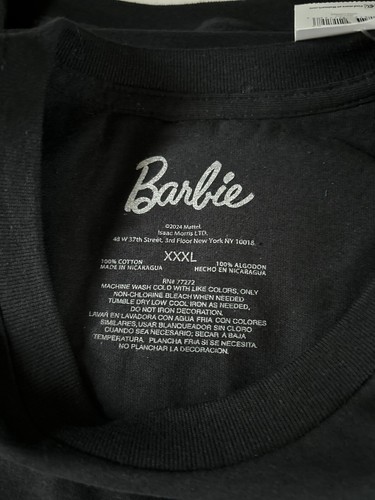 Barbie
©2024 Mattel
Isaac Morris LTD.
48 W 37th Street, 3rd Floor New York NY 10018.
XXXL
100% COTTON 100% ALGODON
MADE IN NICARAGUA HECHO EN NICARAGUA
RN# 77272
MACHINE WASH COLD WITH LIKE COLORS, ONLY
NON-CHLORINE BLEACH WHEN NEEDED
TUMBLE DRY LOW COOL IRON AS NEEDED,
DO NOT IRON DECORATION.
LAVAR EN LAVADORA CON AGUA FRIA CON COLORES
SIMILARES, USAR BLANQUEADOR SIN CLORO
CUANDO SEA NECESARIO; SECAR A BAJA
TEMPERATURA. PLANCHA FRIA SI SE NECESITA.
NO PLANCHAR LA DECORACIÓN.